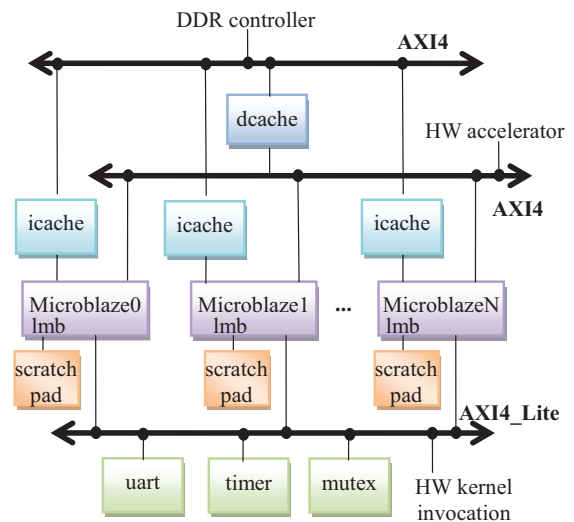 DDR controller
AXI4
dcache
HW accelerator
AXI4
icache
icache
icache
Microblaze0
lmb
Microblaze1
lmb
...
MicroblazeN
lmb
scratch
pad
scratch
pad
scratch
pad
AXI4_Lite
uart
timer
mutex
HW kernel
invocation